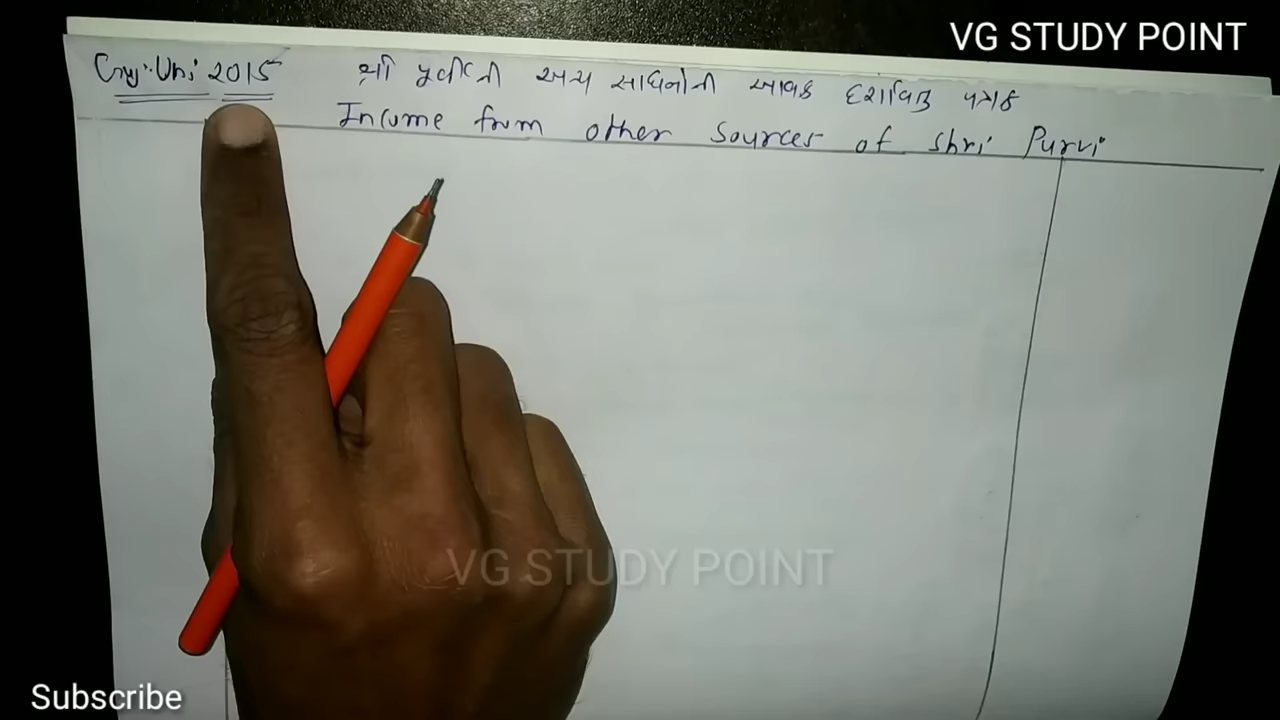 VG STUDY POINT
Guj. Uni 2015 શ્રી પૂર્વીની અન્ય સાધનોની આવક દર્શાવતું પત્રક
Income from other sources of Shri Purvi
VG STUDY POINT
Subscribe